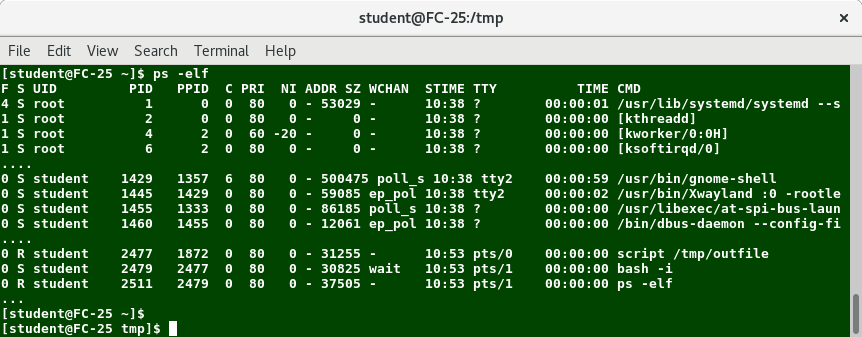 student@FC-25:/tmp ×
File Edit View Search Terminal Help
[student@FC-25 ~]$ ps -elf
F S UID        PID   PPID  C PRI  NI ADDR SZ WCHAN  STIME TTY          TIME CMD
4 S root         1      0  0  80   0 - 53029 -      10:38 ?        00:00:01 /usr/lib/systemd/systemd --s
1 S root         2      0  0  80   0 -     0 -      10:38 ?        00:00:00 [kthreadd]
1 S root         4      2  0  60 -20 -     0 -      10:38 ?        00:00:00 [kworker/0:0H]
1 S root         6      2  0  80   0 -     0 -      10:38 ?        00:00:00 [ksoftirqd/0]
....
0 S student    1429   1357  6  80   0 - 500475 poll_s 10:38 tty2     00:00:59 /usr/bin/gnome-shell
0 S student    1445   1429  0  80   0 - 59085 ep_pol 10:38 tty2     00:00:02 /usr/bin/Xwayland :0 -rootle
0 S student    1455   1333  0  80   0 - 86185 poll_s 10:38 ?        00:00:00 /usr/libexec/at-spi-bus-laun
0 S student    1460   1455  0  80   0 - 12061 ep_pol 10:38 ?        00:00:00 /bin/dbus-daemon --config-fi
....
0 R student    2477   1872  0  80   0 - 31255 -      10:53 pts/0    00:00:00 script /tmp/outfile
0 S student    2479   2477  0  80   0 - 30825 wait   10:53 pts/1    00:00:00 bash -i
0 R student    2511   2479  0  80   0 - 37505 -      10:53 pts/1    00:00:00 ps -elf
...
[student@FC-25 ~]$
[student@FC-25 tmp]$